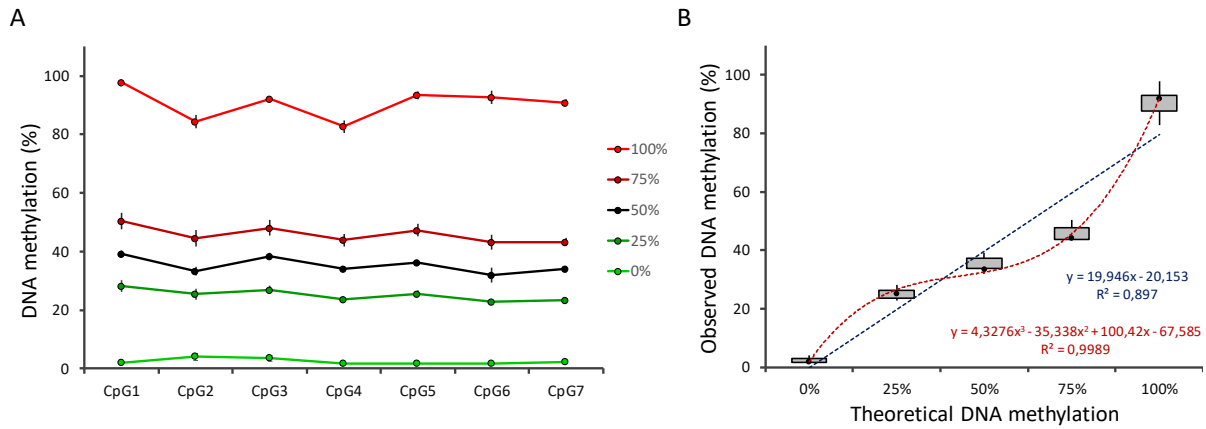 A
DNA methylation (%)
100
80
60
40
20
0
CpG1 CpG2 CpG3 CpG4 CpG5 CpG6 CpG7
100%
75%
50%
25%
0%
B
Observed DNA methylation (%)
100
80
60
40
20
0
y = 19,946x - 20,153
R² = 0,897
y = 4,3276x³ - 35,338x² + 100,42x - 67,585
R² = 0,9989
0% 25% 50% 75% 100%
Theoretical DNA methylation